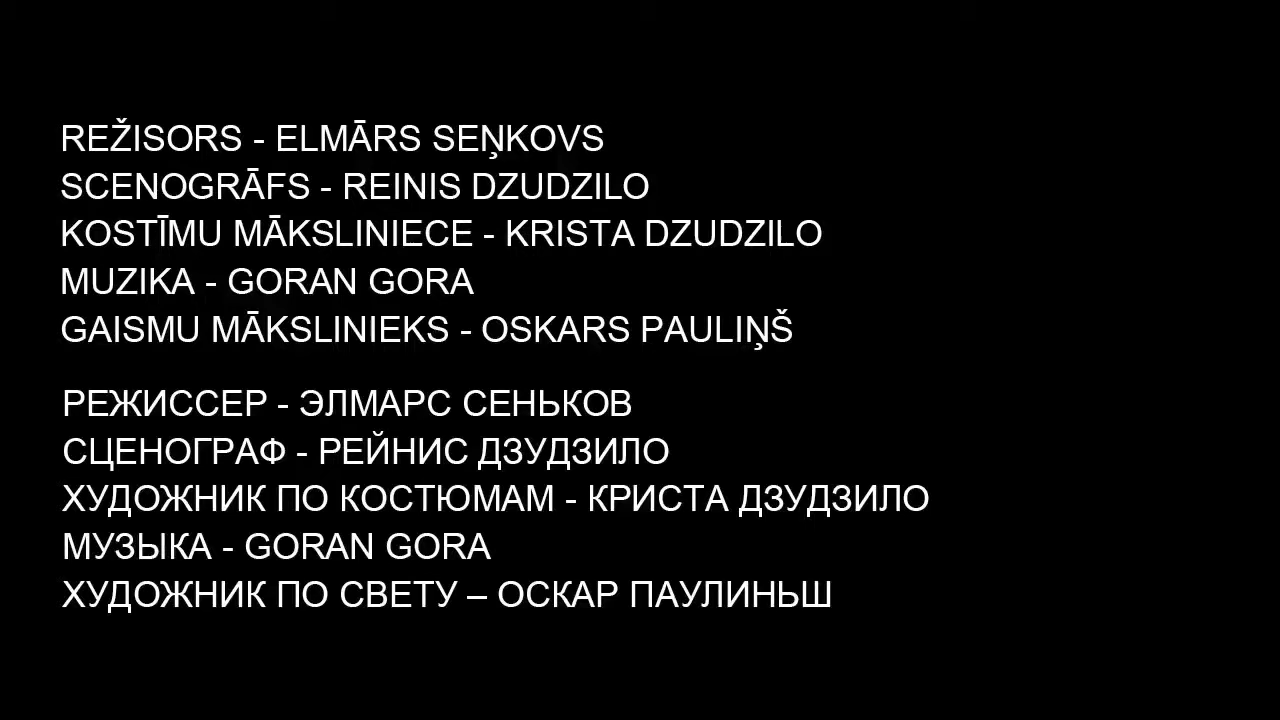 REŽISORS - ELMĀRS SEŅKOVS
SCENOGRĀFS - REINIS DZUDZILO
KOSTĪMU MĀKSLINIECE - KRISTA DZUDZILO
MUZIKA - GORAN GORA
GAISMU MĀKSLINIEKS - OSKARS PAULIŅŠ
РЕЖИССЕР - ЭЛМАРС СЕНЬКОВ
СЦЕНОГРАФ - РЕЙНИС ДЗУДЗИЛО
ХУДОЖНИК ПО КОСТЮМАМ - КРИСТА ДЗУДЗИЛО
МУЗЫКА - GORAN GORA
ХУДОЖНИК ПО СВЕТУ – ОСКАР ПАУЛИНЬШ